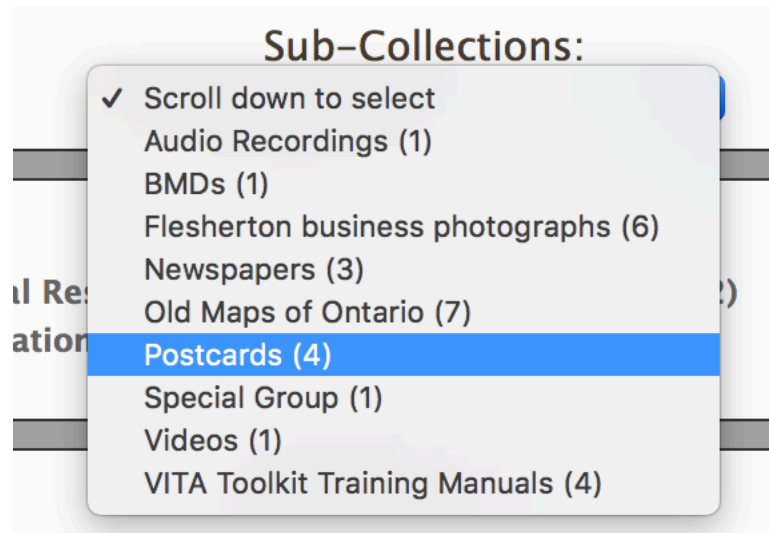 Sub-Collections:
✓ Scroll down to select
Audio Recordings (1)
BMDs (1)
Flesherton business photographs (6)
Newspapers (3)
Old Maps of Ontario (7)
Postcards (4)
Special Group (1)
Videos (1)
VITA Toolkit Training Manuals (4)